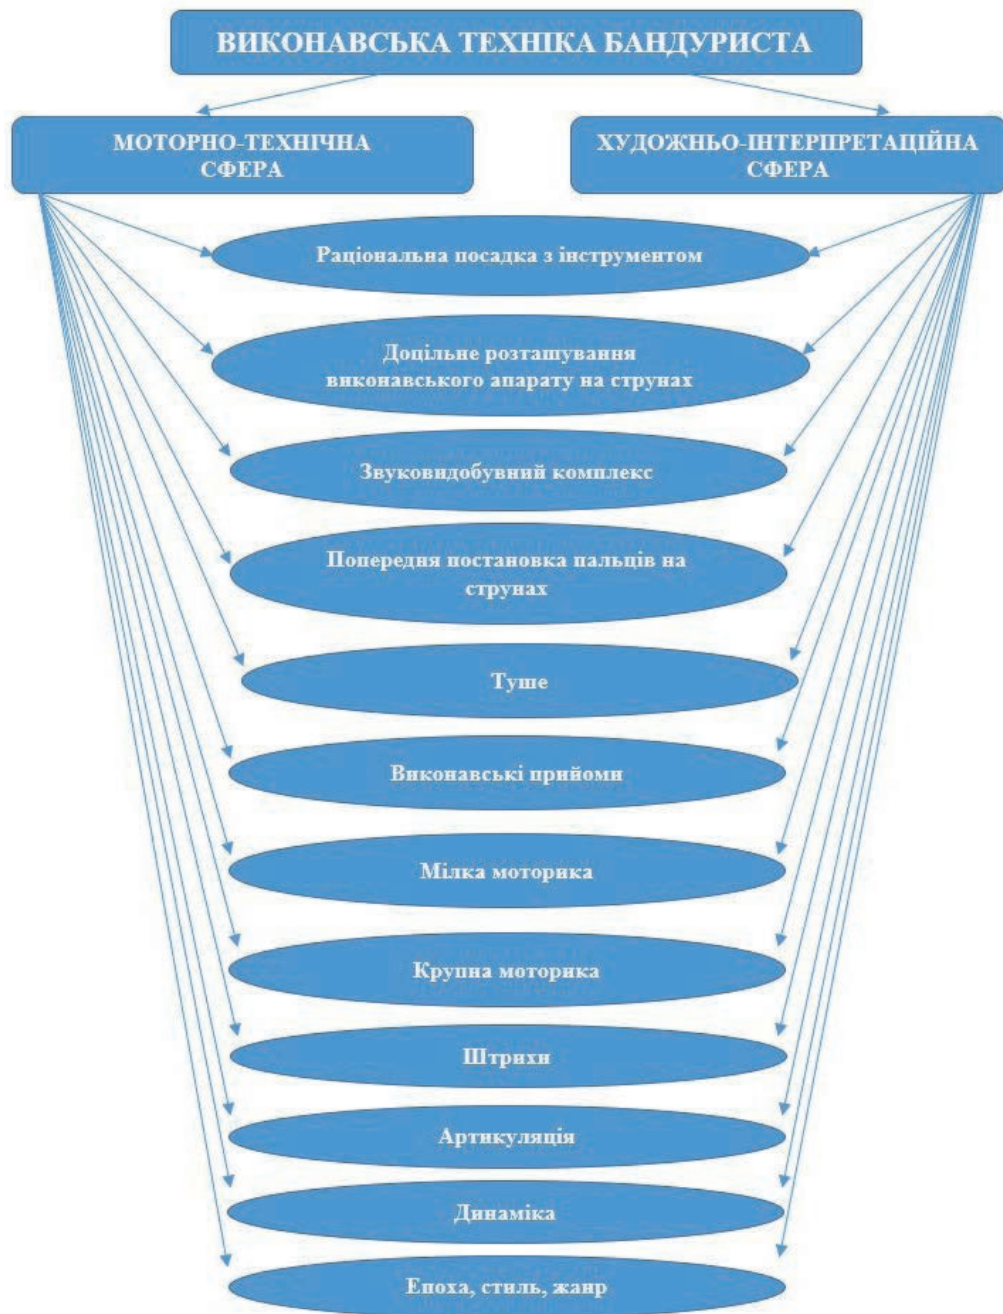 ВИКОНАВСЬКА ТЕХНІКА БАНДУРИСТА
МОТОРНО-ТЕХНІЧНА
СФЕРА
ХУДОЖНЬО-ІНТЕРПРЕТАЦІЙНА
СФЕРА
Раціональна посадка з інструментом
Доцільне розташування
виконавського апарату на струнах
Звуковидобувний комплекс
Попередня постановка пальців на
струнах
Туше
Виконавські прийоми
Мілка моторика
Крупна моторика
Штрихи
Артикуляція
Динаміка
Епоха, стиль, жанр